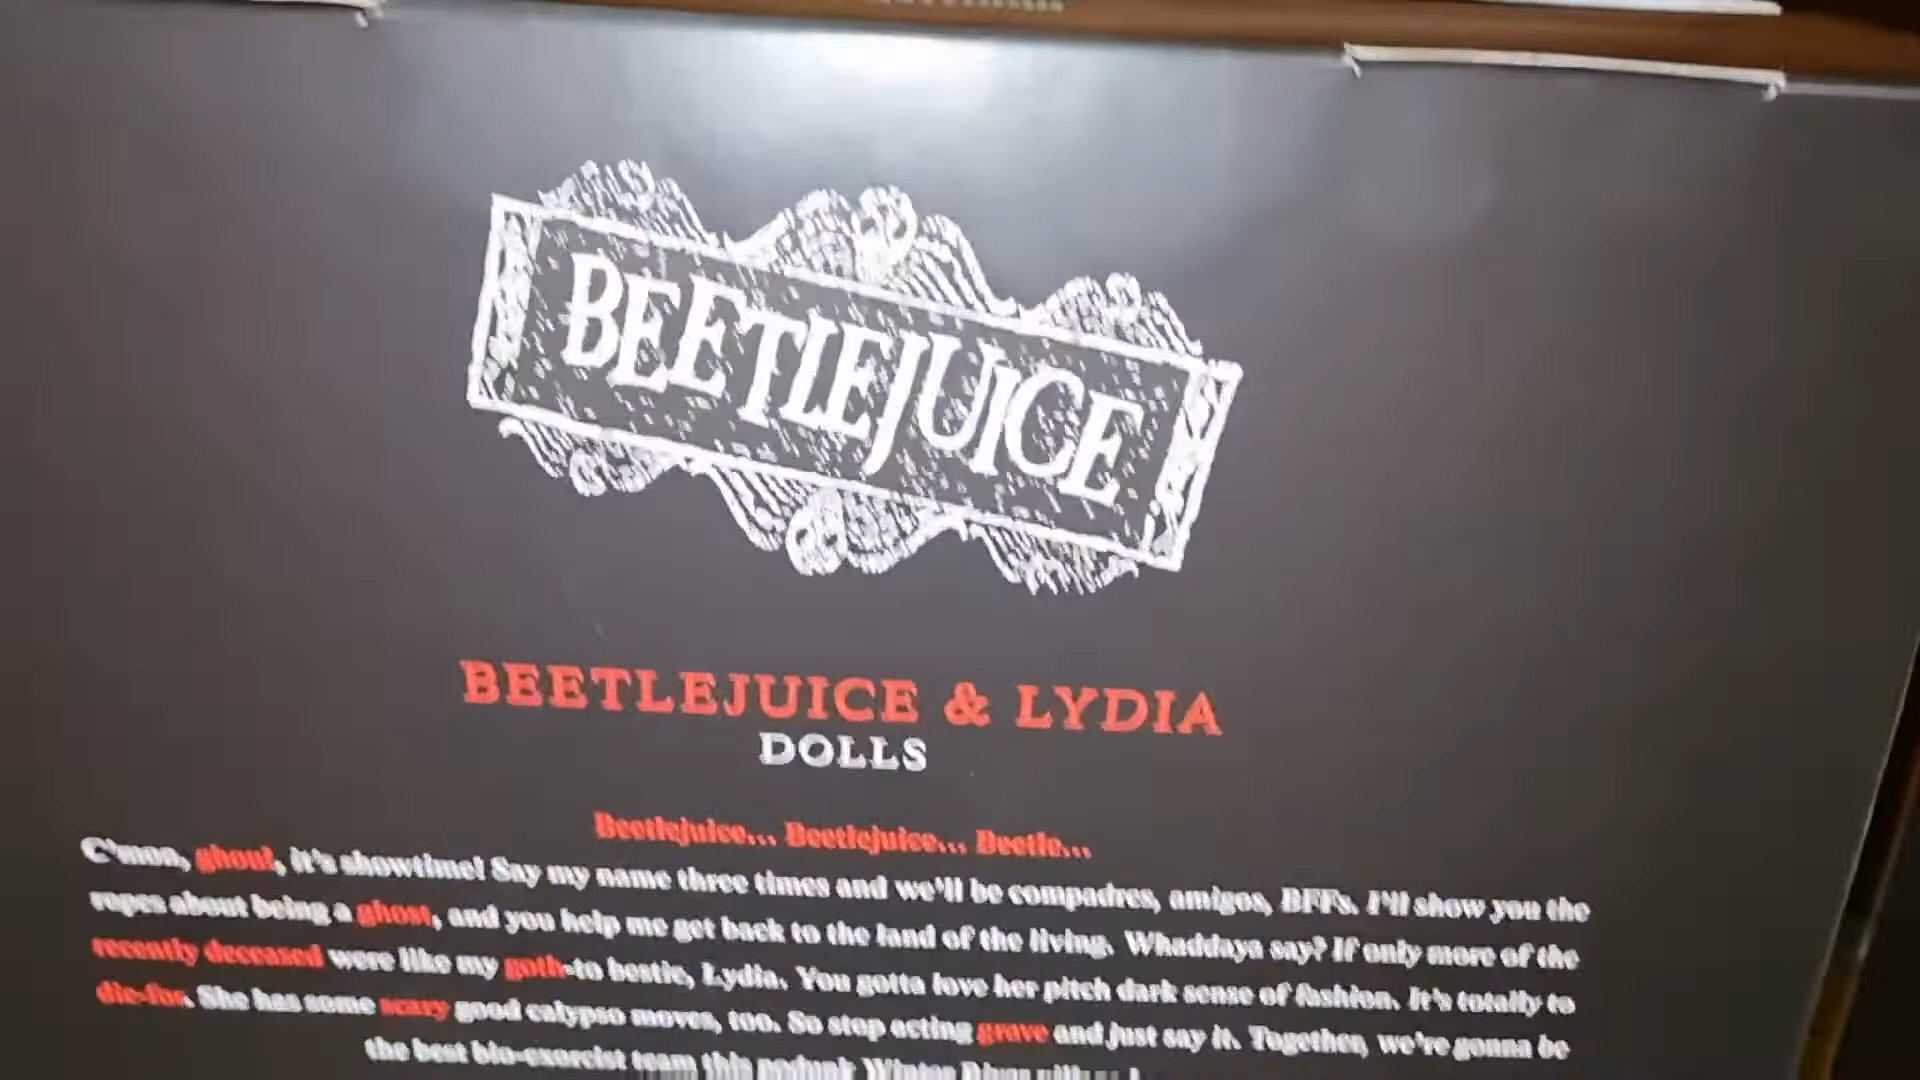 BEETLEJUICE
BEETLEJUICE & LYDIA
DOLLS
Beetlejuice... Beetlejuice... Beetle...
C'mon, ghoul, it's showtime! Say my name three times and we'll be compadres, amigos, BFFs. I'll show you the
ropes about being a ghost, and you help me get back to the land of the living. Whaddaya say? If only more of the
recently deceased were like my goth-to bestie, Lydia. You gotta love her pitch dark sense of fashion. It's totally to
die-for. She has some scary good calypso moves, too. So stop acting grave and just say it. Together, we're gonna be
the best bio-exorcist team this podunk Winter River